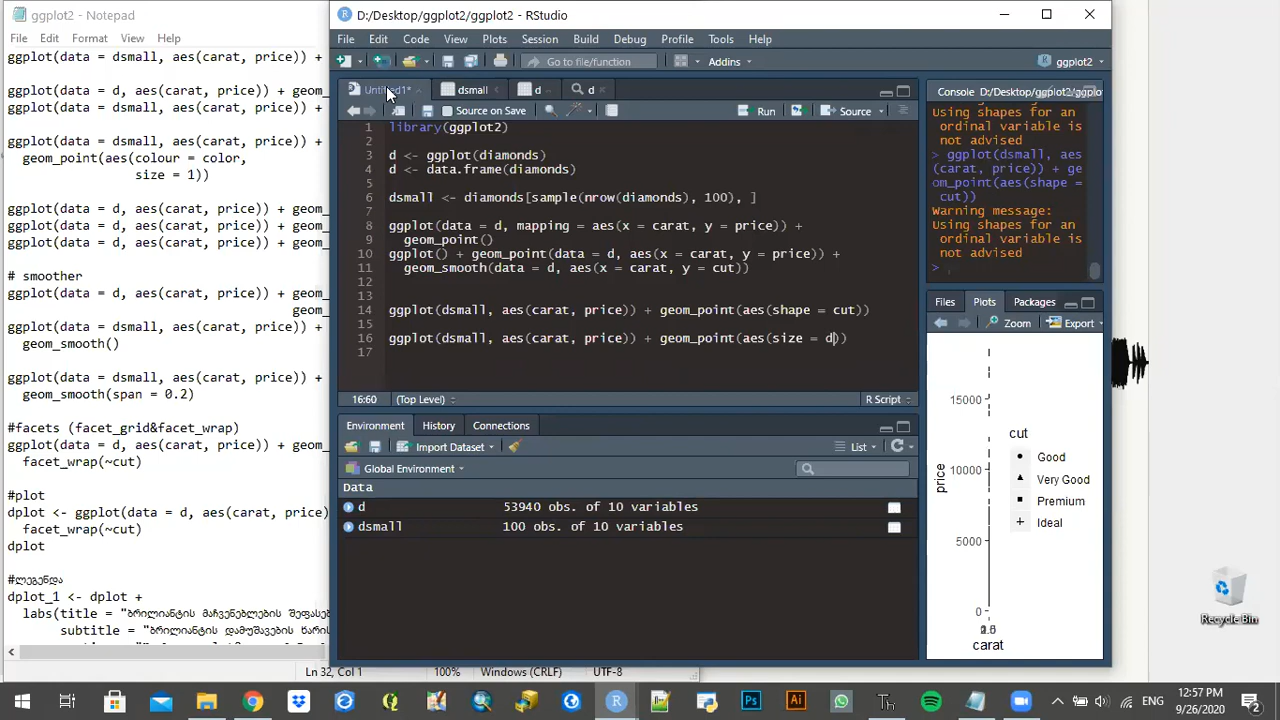 ggplot2 - Notepad
File Edit Format View Help
ggplot(data = dsmall, aes(carat, price)) +
ggplot(data = d, aes(carat, price)) + geom_
ggplot(data = dsmall, aes(carat, price)) +
ggplot(data = dsmall, aes(carat, price)) +
geom_point(aes(colour = color,
size = 1))
ggplot(data = d, aes(carat, price)) + geom_
ggplot(data = d, aes(carat, price)) + geom_
ggplot(data = d, aes(carat, price)) + geom_
# smoother
ggplot(data = d, aes(carat, price)) + geom_
geom_
ggplot(data = dsmall, aes(carat, price)) +
geom_smooth()
ggplot(data = dsmall, aes(carat, price)) +
geom_smooth(span = 0.2)
#facets (facet_grid&facet_wrap)
ggplot(data = d, aes(carat, price)) + geom_
facet_wrap(~cut)
#plot
dplot <- ggplot(data = d, aes(carat, price)
facet_wrap(~cut)
dplot
#ლეგენდა
dplot_1 <- dplot +
labs(title = "ბრილიანტის მაჩვენებლების შეფასებ
subtitle = "ბრილიანტის დამუშავების ხარის
Ln 32, Col 1 100% Windows (CRLF) UTF-8
D:/Desktop/ggplot2/ggplot2 - RStudio
File Edit Code View Plots Session Build Debug Profile Tools Help
Go to file/function Addins ggplot2
Untitled1* dsmall d d
Source on Save Run Source
1 library(ggplot2)
2
3 d <- ggplot(diamonds)
4 d <- data.frame(diamonds)
5
6 dsmall <- diamonds[sample(nrow(diamonds), 100), ]
7
8 ggplot(data = d, mapping = aes(x = carat, y = price)) +
9 geom_point()
10 ggplot() + geom_point(data = d, aes(x = carat, y = price)) +
11 geom_smooth(data = d, aes(x = carat, y = cut))
12
13
14 ggplot(dsmall, aes(carat, price)) + geom_point(aes(shape = cut))
15
16 ggplot(dsmall, aes(carat, price)) + geom_point(aes(size = d))
17
16:60 (Top Level) R Script
Environment History Connections
Import Dataset List
Global Environment
Data
d 53940 obs. of 10 variables
dsmall 100 obs. of 10 variables
Console D:/Desktop/ggplot2/ggplo
Using shapes for an
ordinal variable is
not advised
> ggplot(dsmall, aes
(carat, price)) + ge
om_point(aes(shape =
cut))
Warning message:
Using shapes for an
ordinal variable is
not advised
>
Files Plots Packages
Zoom Export
15000
10000
5000
0
price
carat
cut
Good
Very Good
Premium
Ideal
Recycle Bin
ENG
12:57 PM
9/26/2020
2